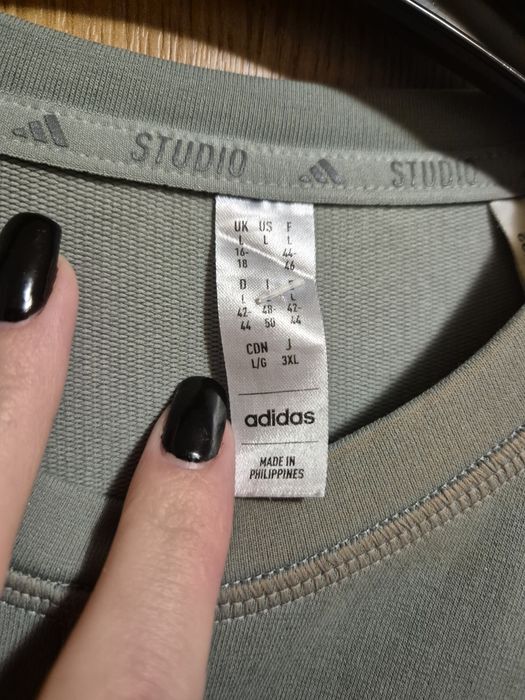 STUDIO STUDIO
UK US F
L L L
16- 44-
18 46
D I
L L
42- 48- 42-
44 50 44
CDN J
L/G 3XL
adidas
MADE IN
PHILIPPINES